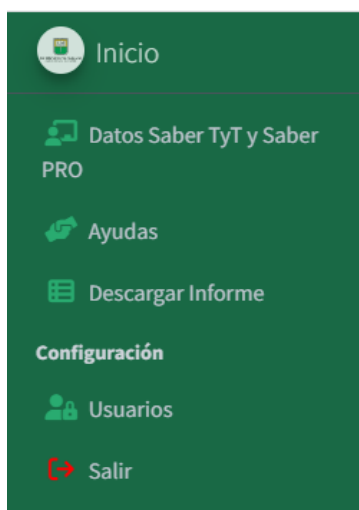 Inicio
Datos Saber TyT y Saber
PRO
Ayudas
Descargar Informe
Configuración
Usuarios
Salir